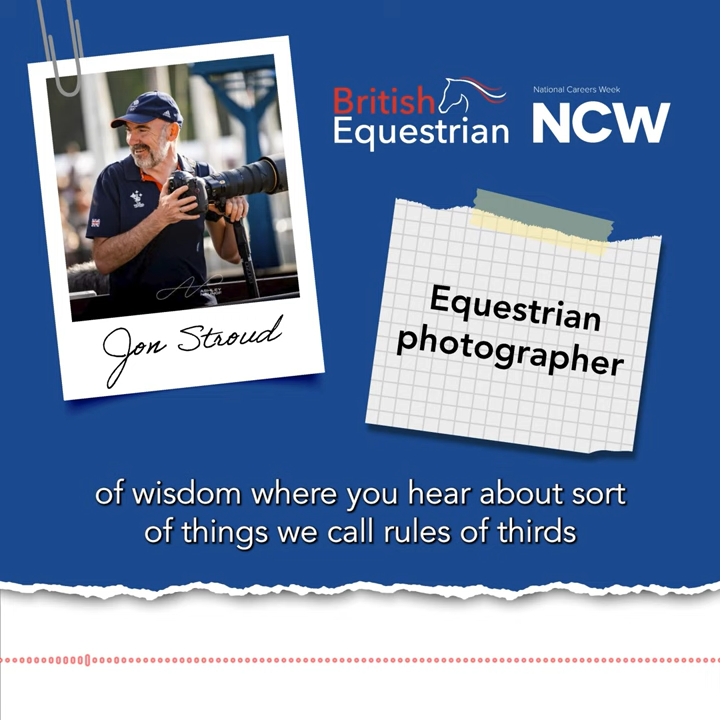 British
Equestrian
National Careers Week
NCW
Jon Stroud
Equestrian
photographer
of wisdom where you hear about sort
of things we call rules of thirds